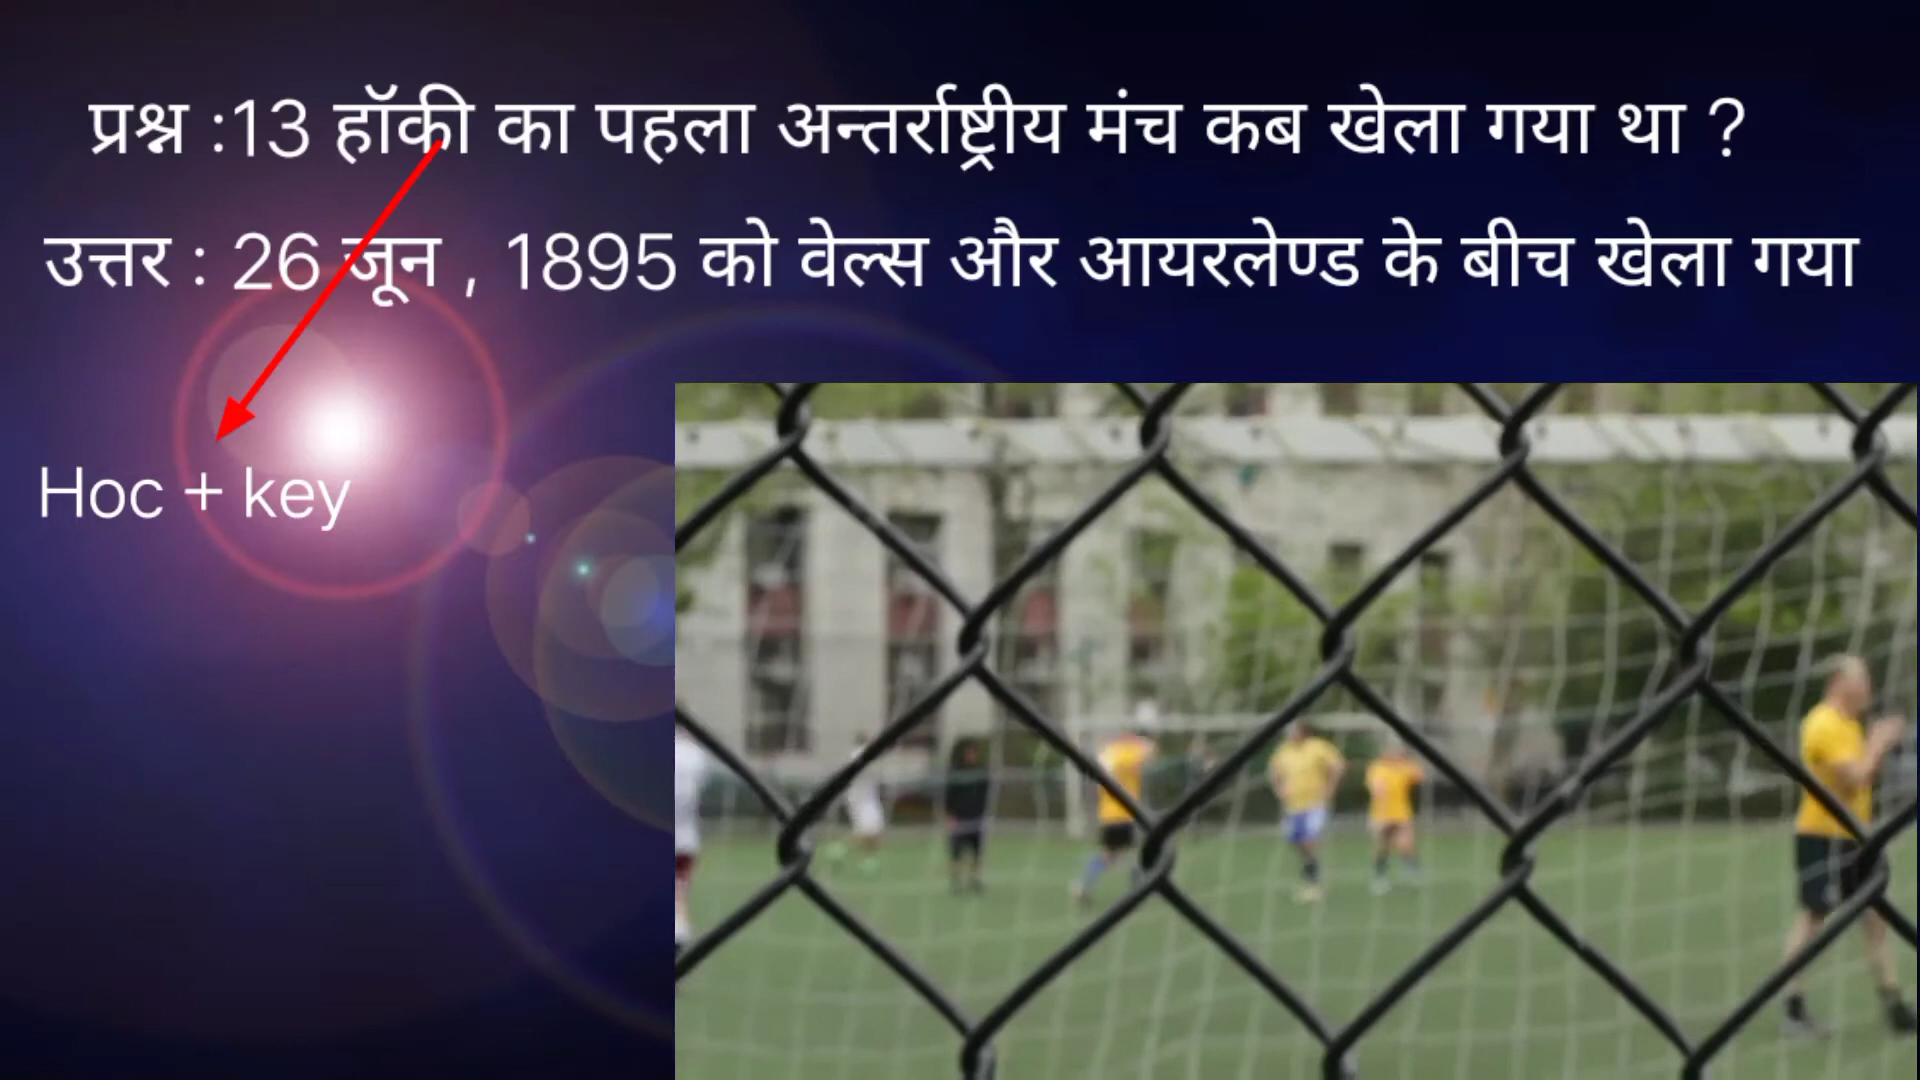 प्रश्न :13 हॉकी का पहला अन्तर्राष्ट्रीय मंच कब खेला गया था ?
उत्तर : 26 जून , 1895 को वेल्स और आयरलेण्ड के बीच खेला गया
Hoc + key